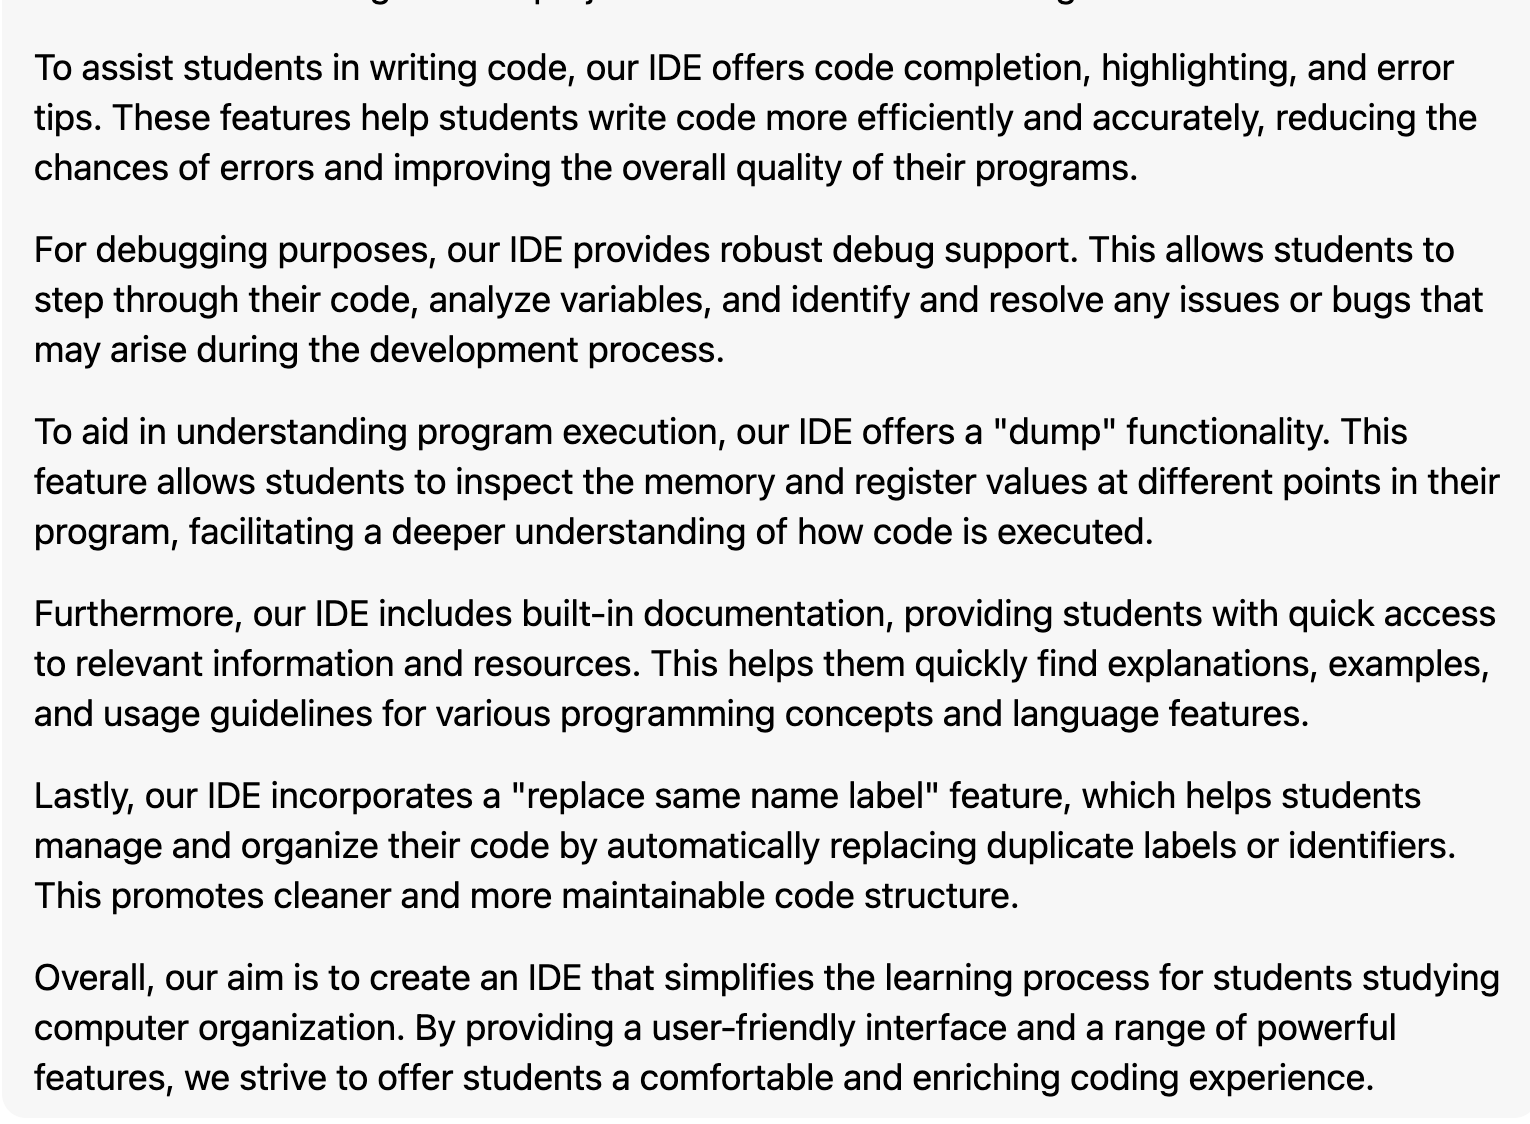 To assist students in writing code, our IDE offers code completion, highlighting, and error
tips. These features help students write code more efficiently and accurately, reducing the
chances of errors and improving the overall quality of their programs.
For debugging purposes, our IDE provides robust debug support. This allows students to
step through their code, analyze variables, and identify and resolve any issues or bugs that
may arise during the development process.
To aid in understanding program execution, our IDE offers a "dump" functionality. This
feature allows students to inspect the memory and register values at different points in their
program, facilitating a deeper understanding of how code is executed.
Furthermore, our IDE includes built-in documentation, providing students with quick access
to relevant information and resources. This helps them quickly find explanations, examples,
and usage guidelines for various programming concepts and language features.
Lastly, our IDE incorporates a "replace same name label" feature, which helps students
manage and organize their code by automatically replacing duplicate labels or identifiers.
This promotes cleaner and more maintainable code structure.
Overall, our aim is to create an IDE that simplifies the learning process for students studying
computer organization. By providing a user-friendly interface and a range of powerful
features, we strive to offer students a comfortable and enriching coding experience.